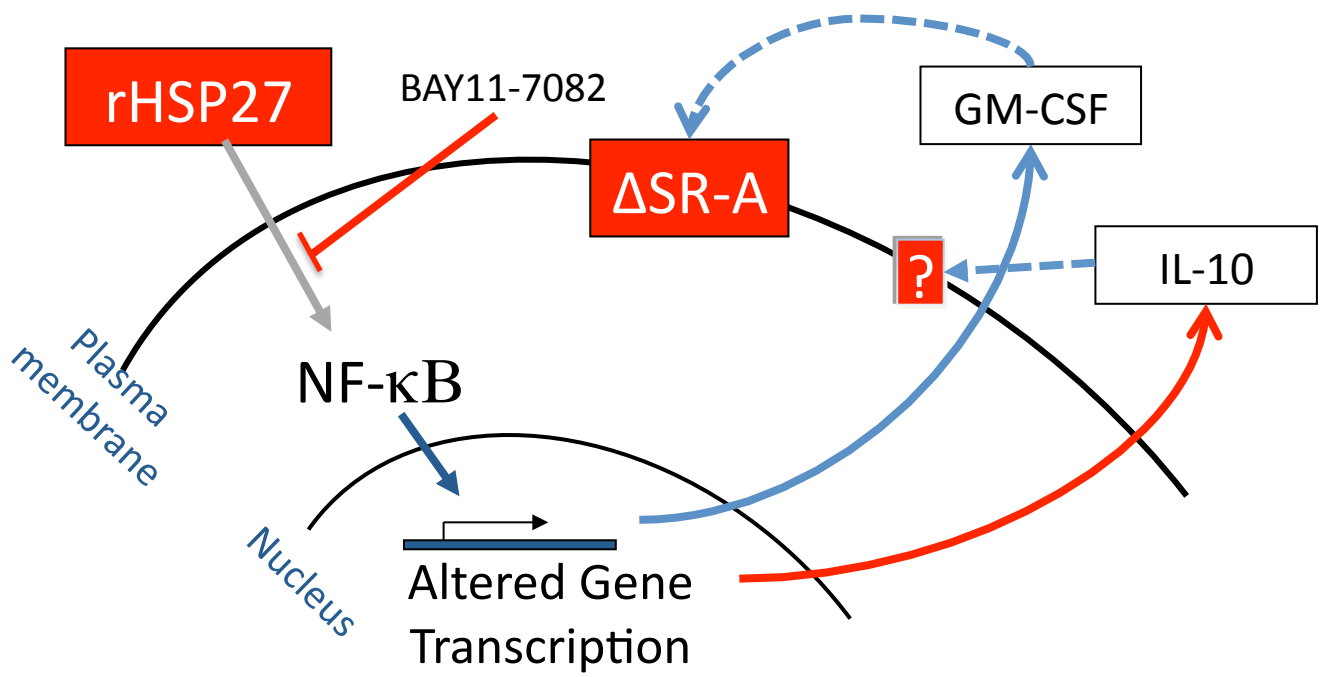 rHSP27
BAY11-7082
GM-CSF
ΔSR-A
?
IL-10
Plasma
membrane
NF-κB
Nucleus
Altered Gene
Transcription